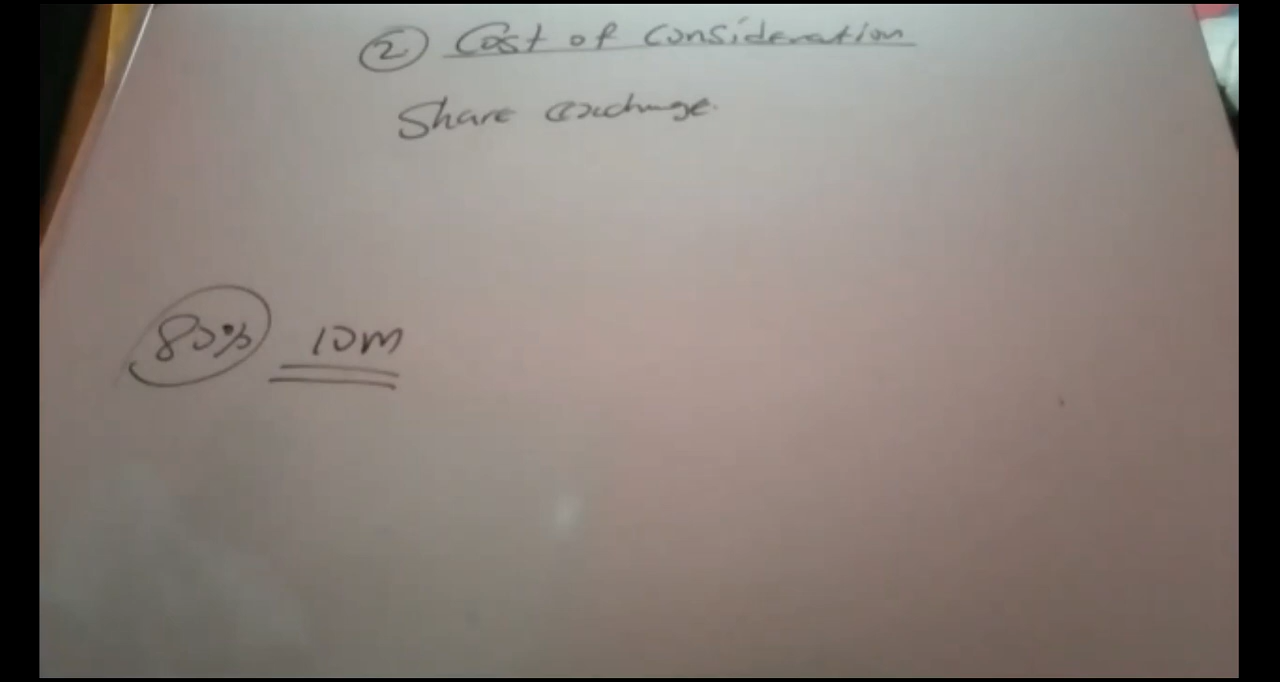 ② Cost of Consideration
Share exchange.
80% 10m